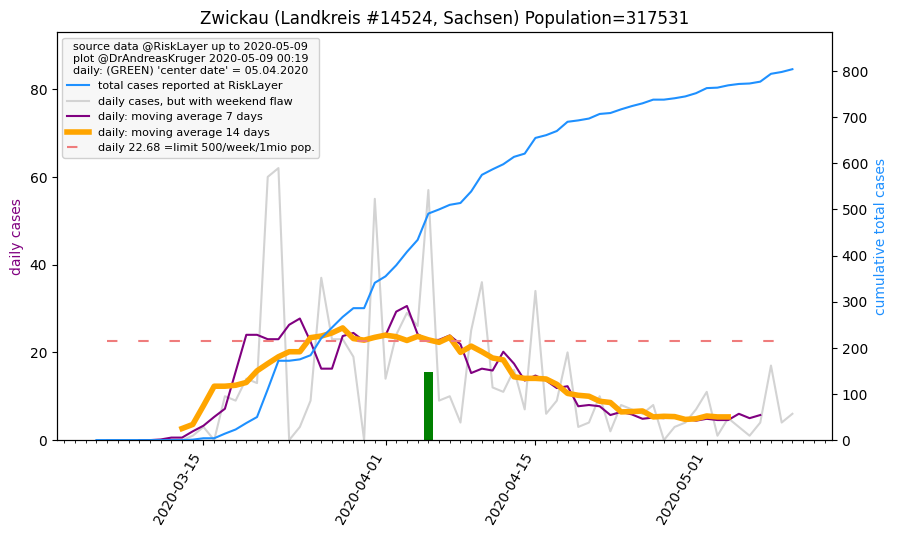 Zwickau (Landkreis #14524, Sachsen) Population=317531
source data @RiskLayer up to 2020-05-09
plot @DrAndreasKruger 2020-05-09 00:19
daily: (GREEN) 'center date' = 05.04.2020
total cases reported at RiskLayer
daily cases, but with weekend flaw
daily: moving average 7 days
daily: moving average 14 days
daily 22.68 =limit 500/week/1mio pop.
daily cases
80
60
40
20
0
cumulative total cases
800
700
600
500
400
300
200
100
0
2020-03-15
2020-04-01
2020-04-15
2020-05-01